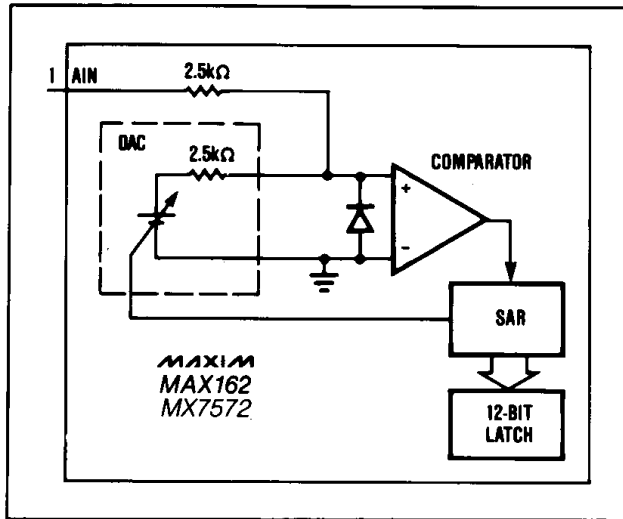 1 AIN
2.5kΩ
DAC
2.5kΩ
COMPARATOR
+
−
SAR
12-BIT
LATCH
MAXIM
MAX162
MX7572